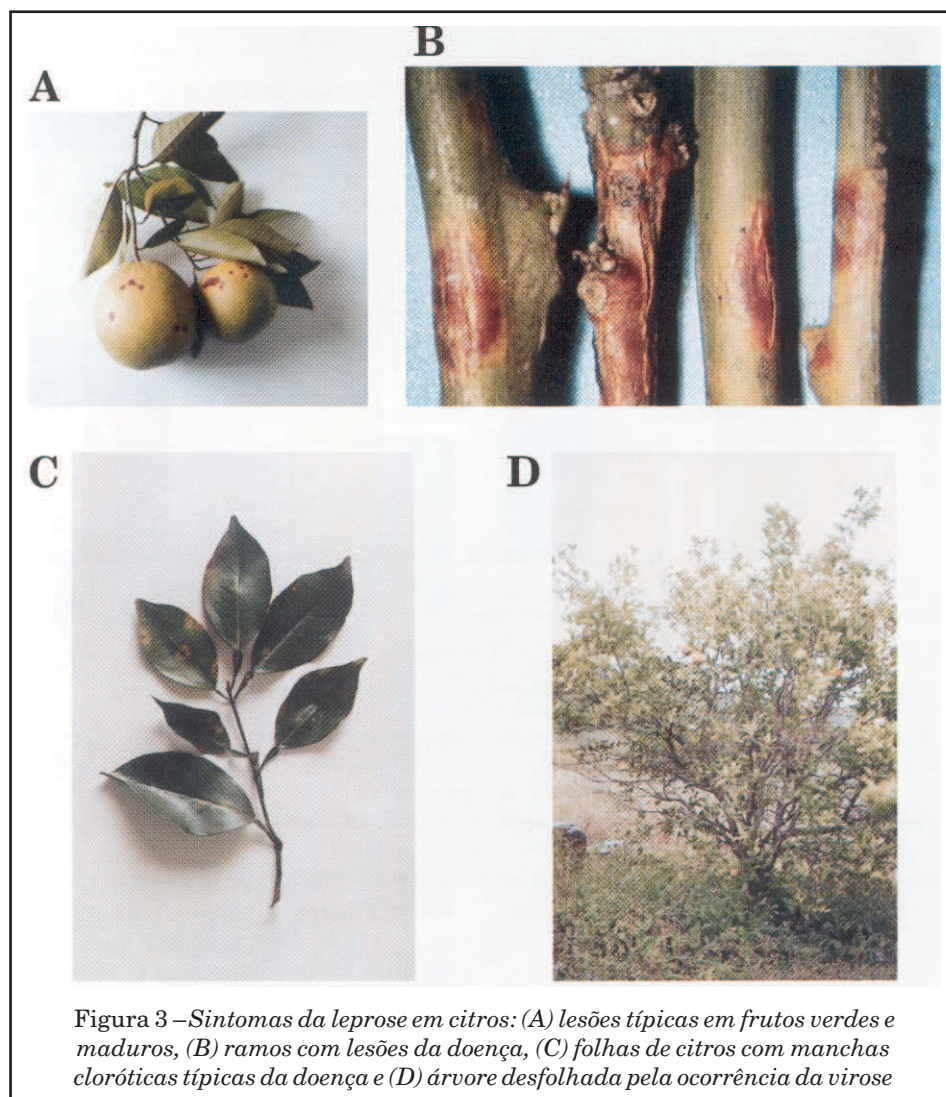 A
B
C
D
Figura 3 –Sintomas da leprose em citros: (A) lesões típicas em frutos verdes e
maduros, (B) ramos com lesões da doença, (C) folhas de citros com manchas
cloróticas típicas da doença e (D) árvore desfolhada pela ocorrência da virose